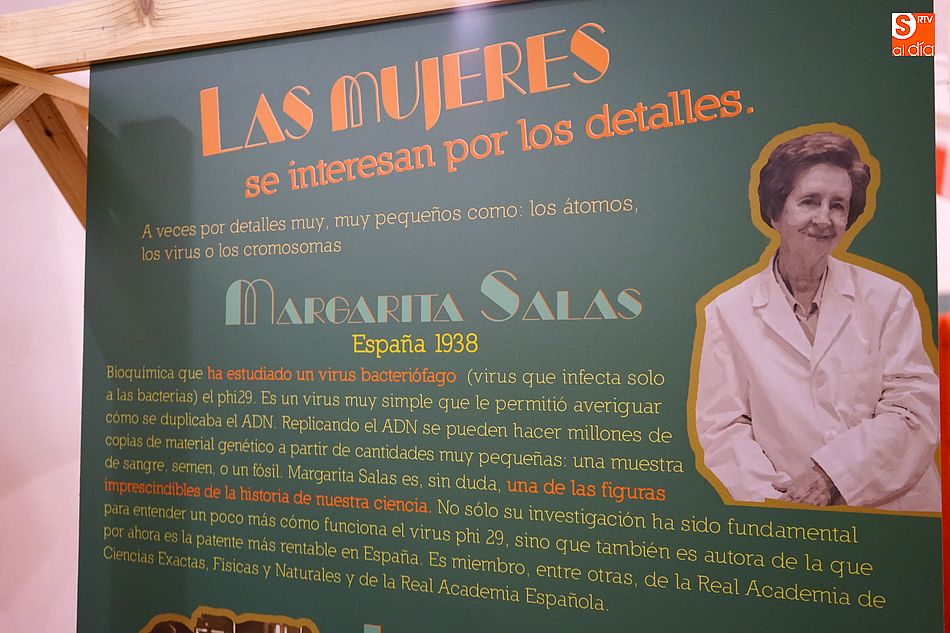 S RTV
al día
LAS MUJERES
se interesan por los detalles.
A veces por detalles muy, muy pequeños como: los átomos,
los virus o los cromosomas
MARGARITA SALAS
España 1938
Bioquímica que ha estudiado un virus bacteriófago (virus que infecta solo
a las bacterias) el phi29. Es un virus muy simple que le permitió averiguar
cómo se duplicaba el ADN. Replicando el ADN se pueden hacer millones de
copias de material genético a partir de cantidades muy pequeñas: una muestra
de sangre, semen, o un fósil. Margarita Salas es, sin duda, una de las figuras
imprescindibles de la historia de nuestra ciencia. No sólo su investigación ha sido fundamental
para entender un poco más cómo funciona el virus phi 29, sino que también es autora de la que
por ahora es la patente más rentable en España. Es miembro, entre otras, de la Real Academia de
Ciencias Exactas, Físicas y Naturales y de la Real Academia Española.